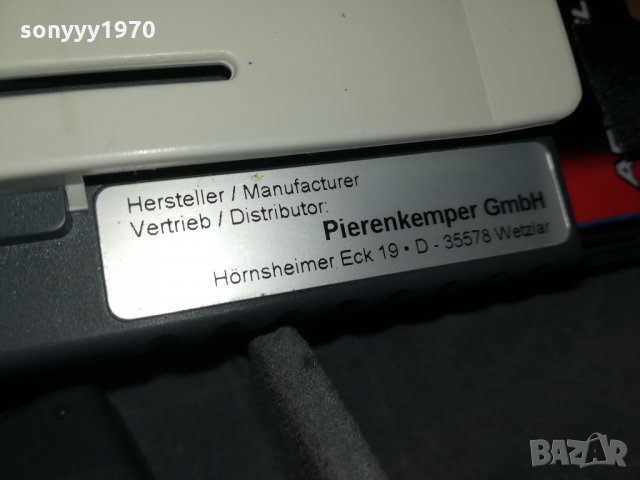 sonyyy1970
Hersteller / Manufacturer
Vertrieb / Distributor:
Pierenkemper GmbH
Hörnsheimer Eck 19 • D - 35578 Wetzlar
BAZAR